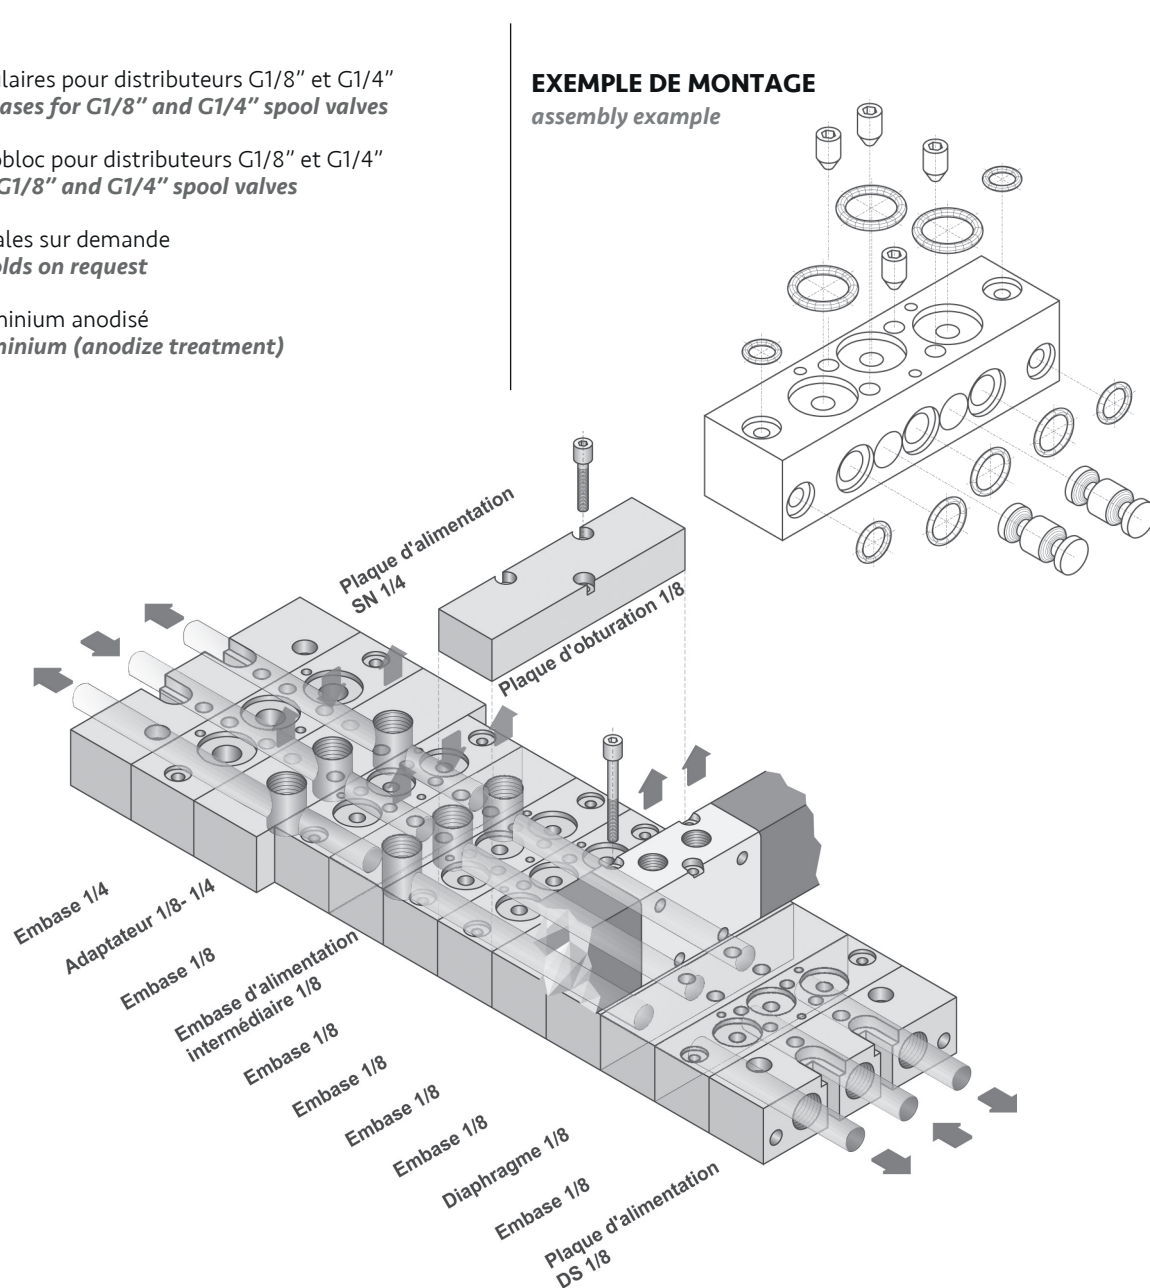 laires pour distributeurs G1/8” et G1/4”
ases for G1/8” and G1/4” spool valves
bloc pour distributeurs G1/8” et G1/4”
G1/8” and G1/4” spool valves
ales sur demande
olds on request
minium anodisé
minium (anodize treatment)
EXEMPLE DE MONTAGE
assembly example
Plaque d'alimentation
SN 1/4
Plaque d'obturation 1/8
Embase 1/4
Adaptateur 1/8- 1/4
Embase 1/8
Embase d'alimentation
intermédiaire 1/8
Embase 1/8
Embase 1/8
Embase 1/8
Embase 1/8
Diaphragme 1/8
Embase 1/8
Plaque d'alimentation
DS 1/8